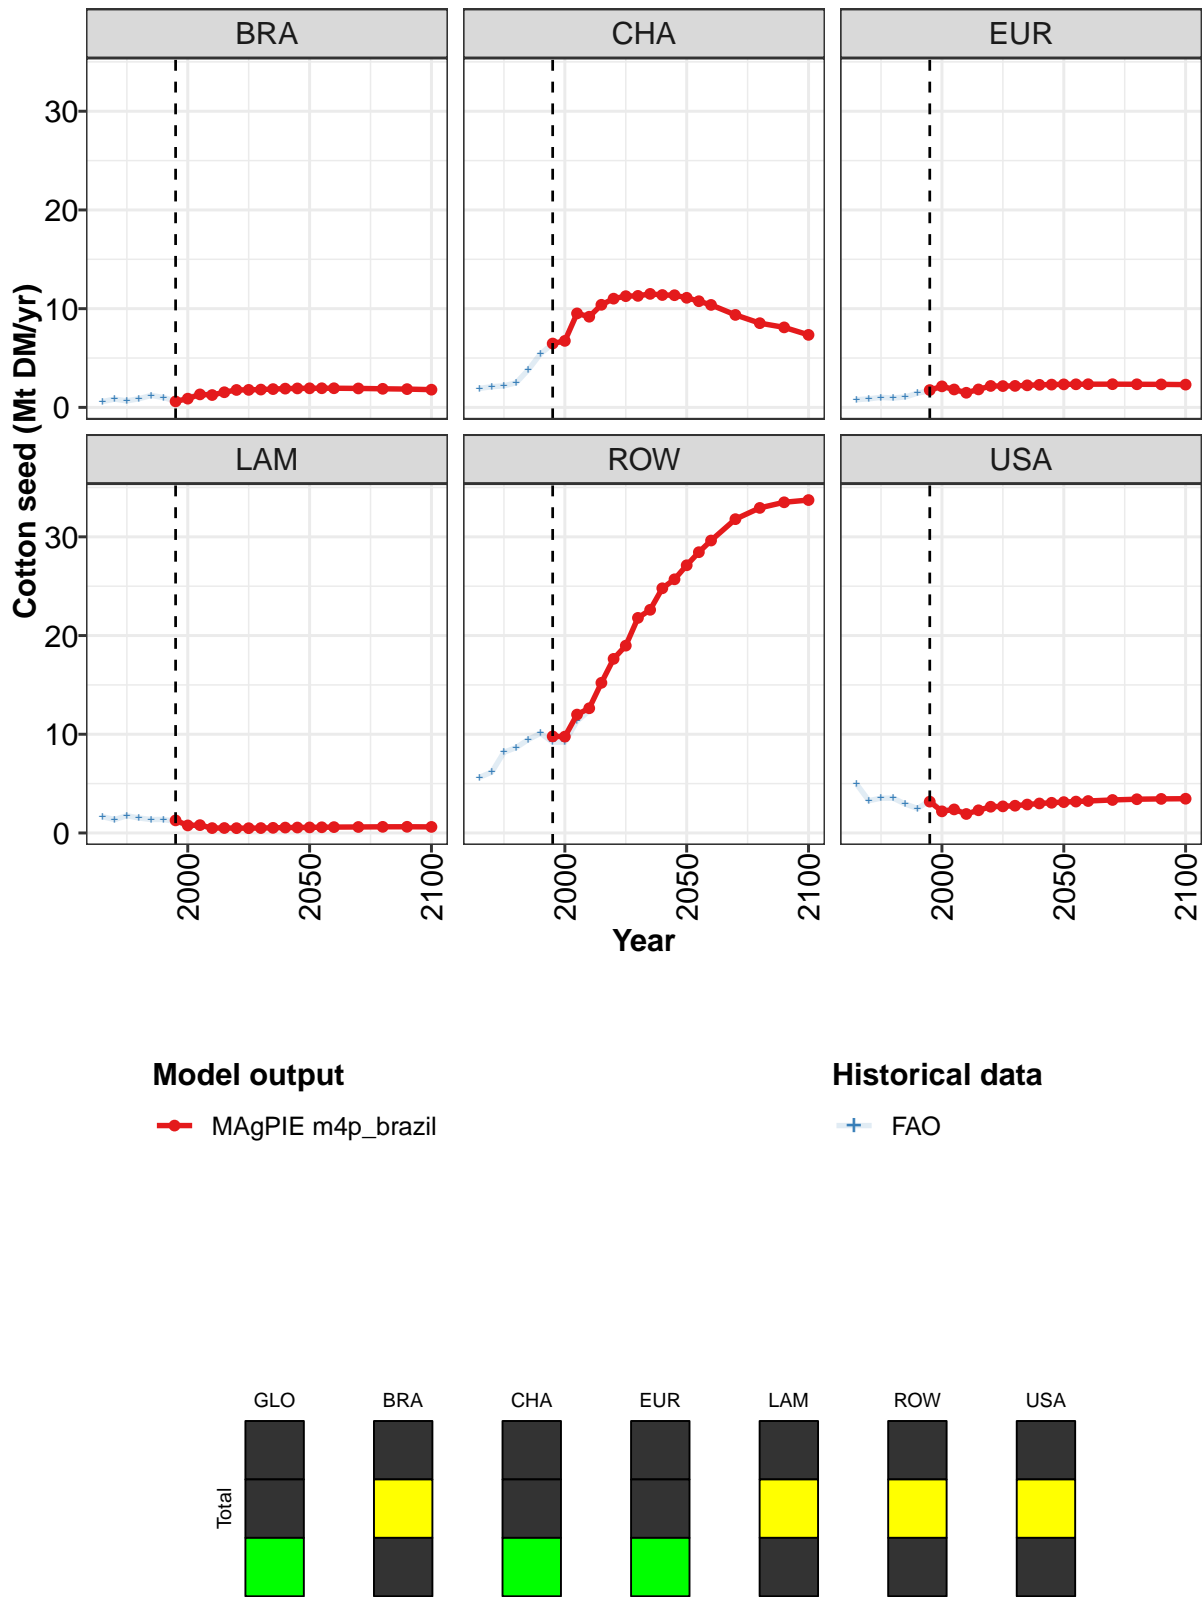 BRA
CHA
EUR
30
20
10
0
LAM
ROW
USA
30
20
10
0
Cotton seed (Mt DM/yr)
2000
2050
2100
2000
2050
2100
2000
2050
2100
Year
Model output
MAgPIE m4p_brazil
Historical data
FAO
GLO
BRA
CHA
EUR
LAM
ROW
USA
Total